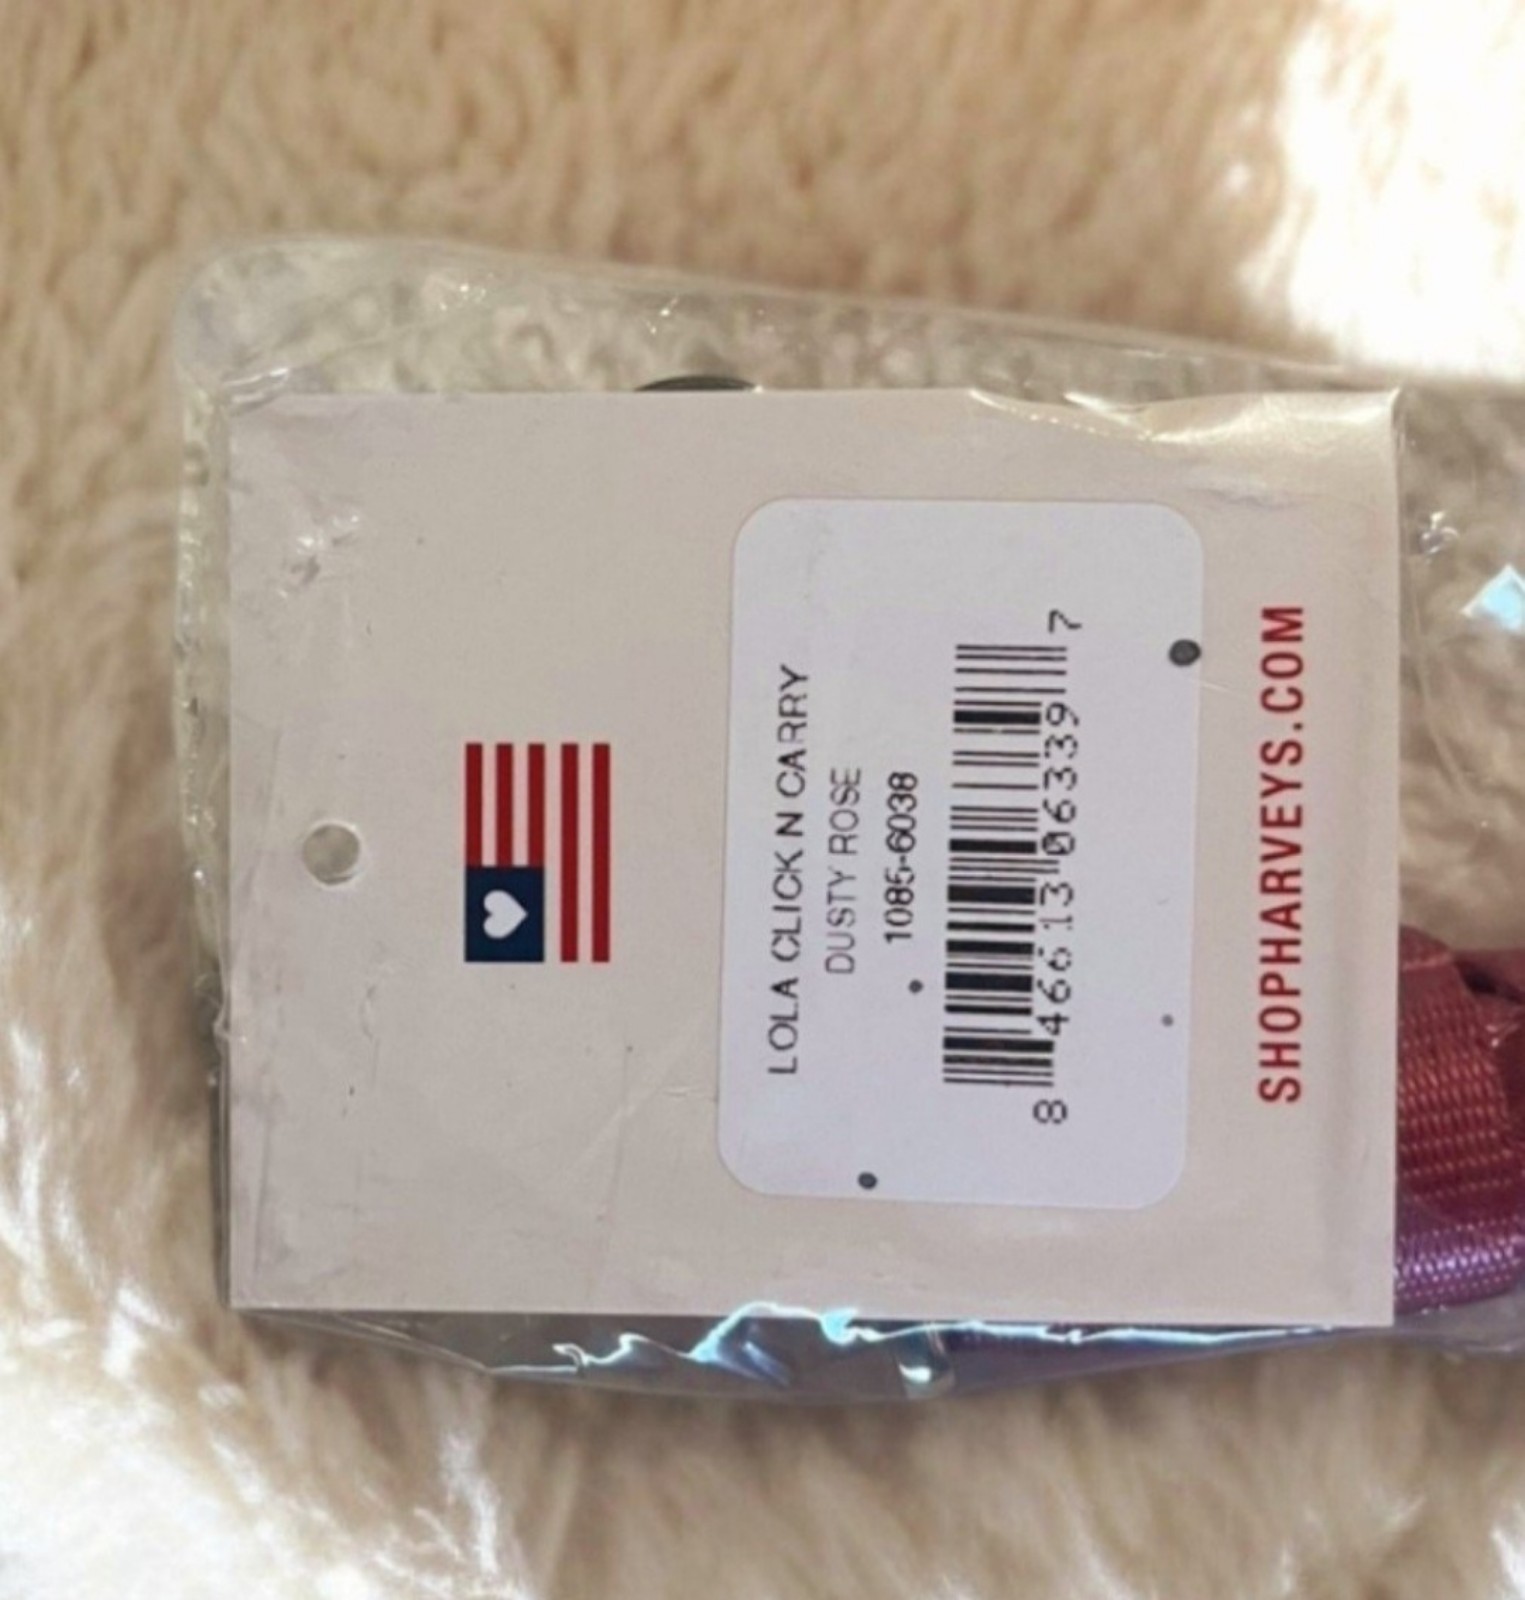 LOLA CLICK N CARRY
DUSTY ROSE
1085-6038
8 46613 06339 7
SHOPHARVEYS.COM